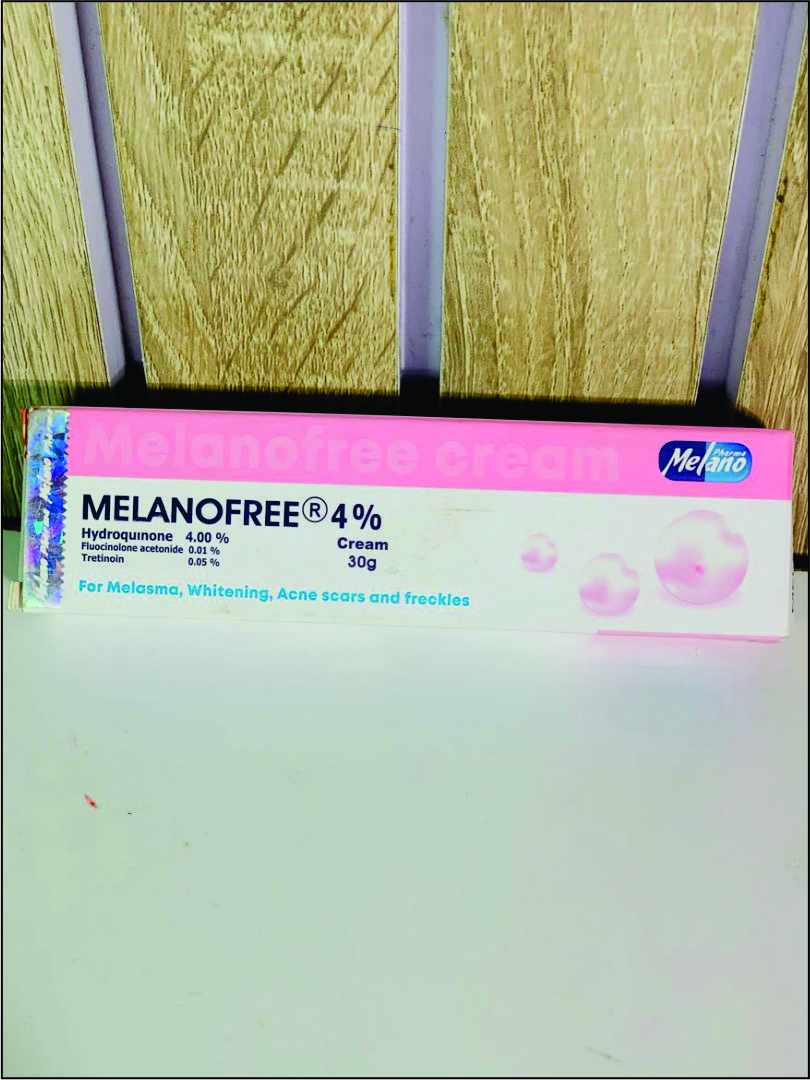 Melanofree cream
Pharma
Melano
MELANOFREE® 4%
Hydroquinone 4.00 %
Fluocinolone acetonide 0.01 %
Tretinoin 0.05 %
Cream
30g
For Melasma, Whitening, Acne scars and freckles